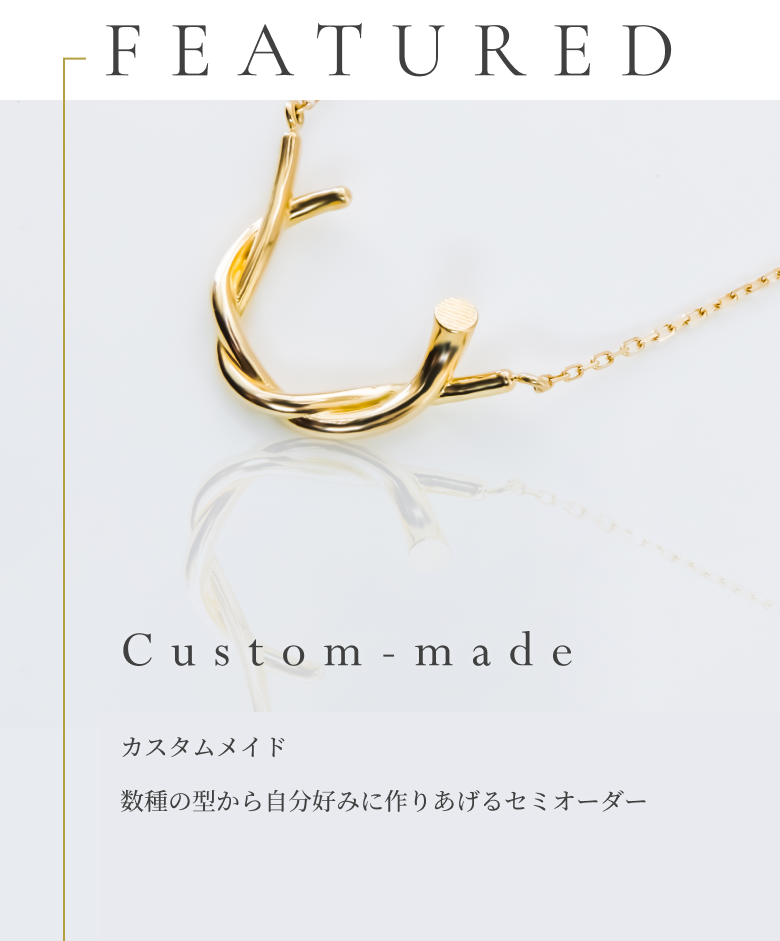 FEATURED
Custom-made
カスタムメイド
数種の型から自分好みに作りあげるセミオーダー